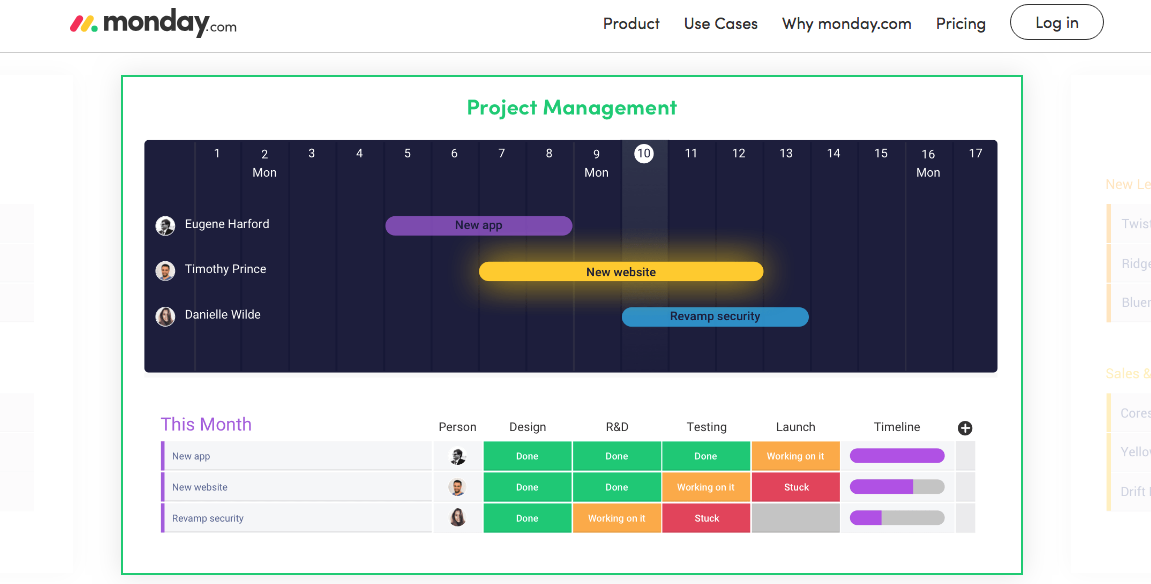 monday.com
Product Use Cases Why monday.com Pricing Log in
Project Management
1 2 3 4 5 6 7 8 9 10 11 12 13 14 15 16 17
Mon Mon Mon
Eugene Harford New app
Timothy Prince New website
Danielle Wilde Revamp security
This Month Person Design R&D Testing Launch Timeline
New app Done Done Done Working on it
New website Done Done Working on it Stuck
Revamp security Done Working on it Stuck
New Le
Twist
Ridge
Bluer
Sales &
Cores
Yello
Drift